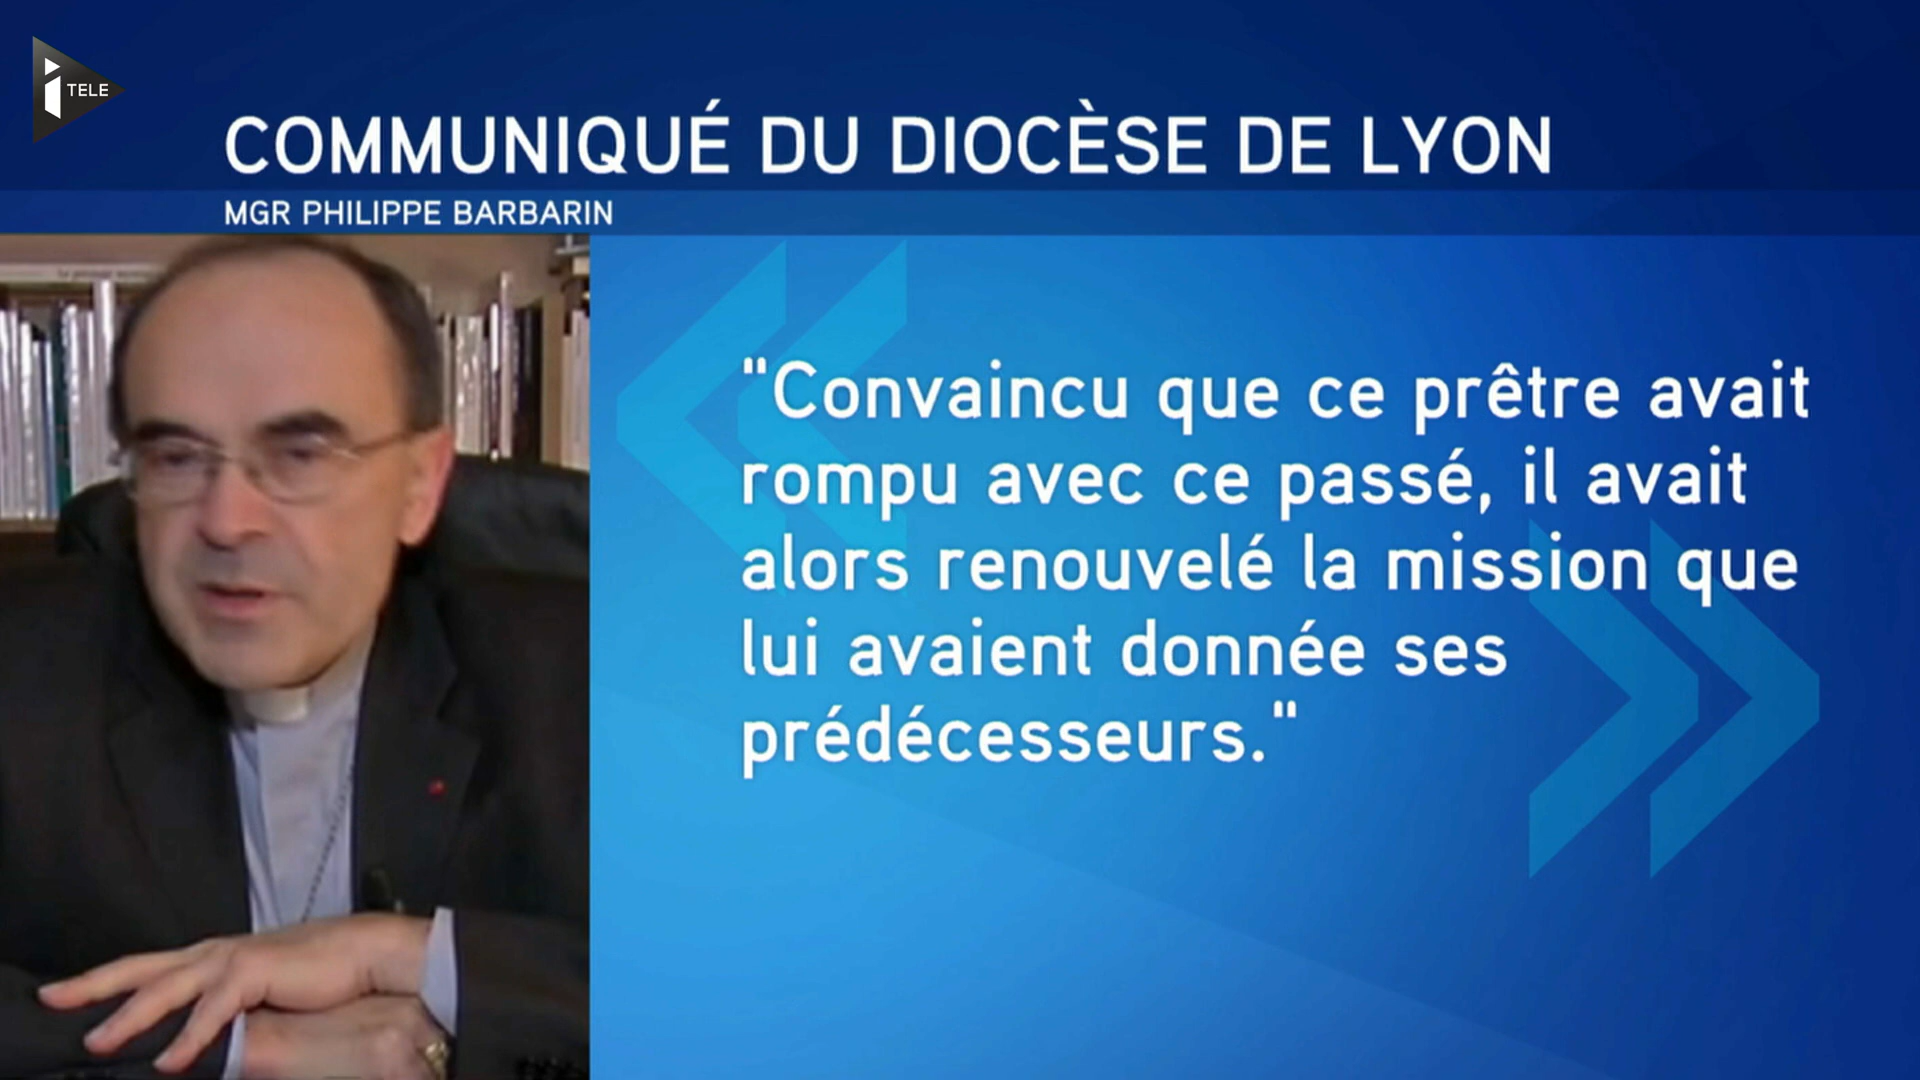 i TELE
COMMUNIQUÉ DU DIOCÈSE DE LYON
MGR PHILIPPE BARBARIN
"Convaincu que ce prêtre avait
rompu avec ce passé, il avait
alors renouvelé la mission que
lui avaient donnée ses
prédécesseurs."